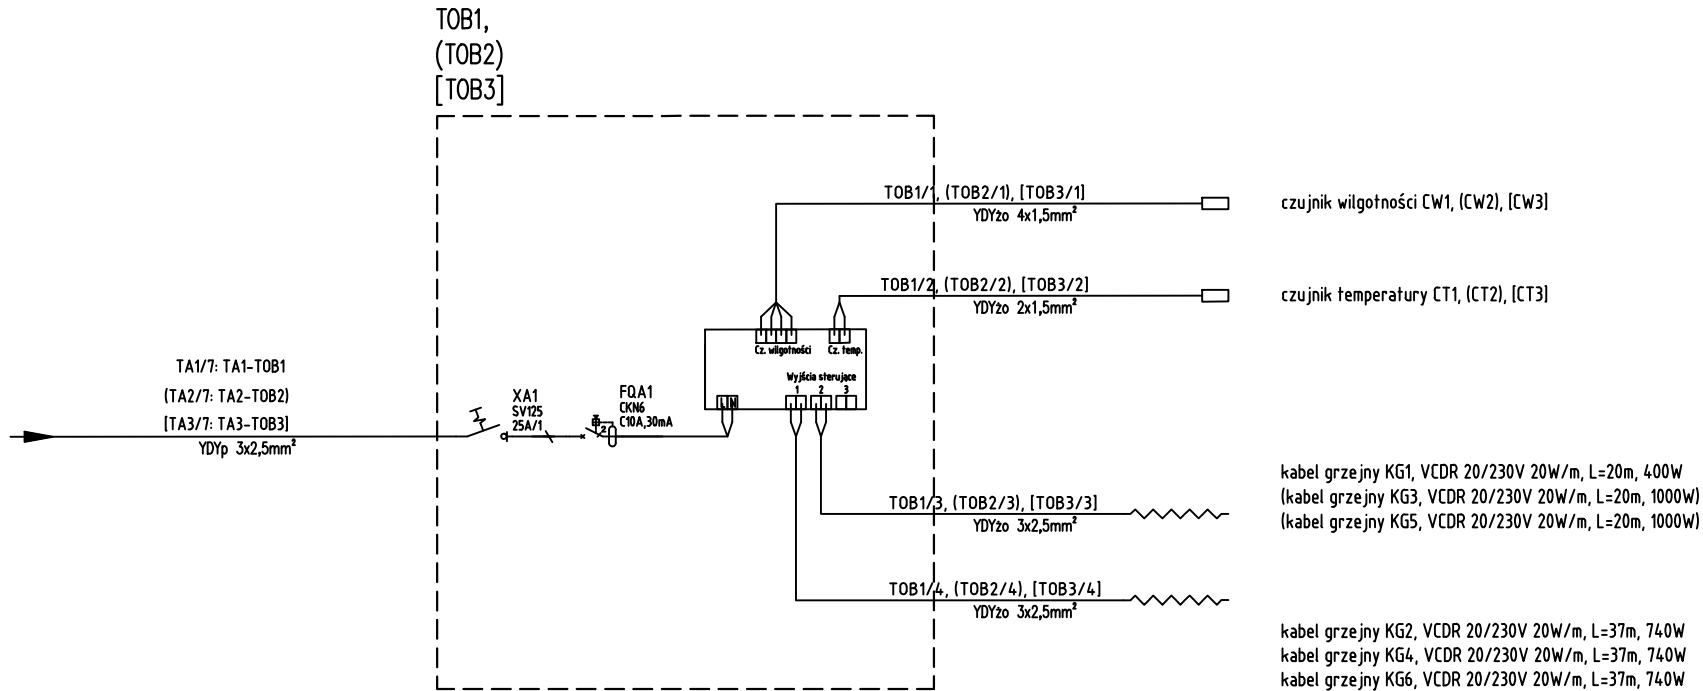 TOB1,
(TOB2)
[TOB3]
TOB1/1, (TOB2/1), [TOB3/1]
YDYżo 4x1,5mm²
czujnik wilgotności CW1, (CW2), [CW3]
TOB1/2, (TOB2/2), [TOB3/2]
YDYżo 2x1,5mm²
czujnik temperatury CT1, (CT2), [CT3]
Cz. wilgotności
Cz. temp.
Wyjścia sterujące
1 2 3
L N
TA1/7: TA1-TOB1
(TA2/7: TA2-TOB2)
[TA3/7: TA3-TOB3]
YDYp 3x2,5mm²
XA1
SV125
25A/1
FQA1
CKN6
C10A,30mA
2
TOB1/3, (TOB2/3), [TOB3/3]
YDYżo 3x2,5mm²
kabel grzejny KG1, VCDR 20/230V 20W/m, L=20m, 400W
(kabel grzejny KG3, VCDR 20/230V 20W/m, L=20m, 1000W)
(kabel grzejny KG5, VCDR 20/230V 20W/m, L=20m, 1000W)
TOB1/4, (TOB2/4), [TOB3/4]
YDYżo 3x2,5mm²
kabel grzejny KG2, VCDR 20/230V 20W/m, L=37m, 740W
kabel grzejny KG4, VCDR 20/230V 20W/m, L=37m, 740W
kabel grzejny KG6, VCDR 20/230V 20W/m, L=37m, 740W